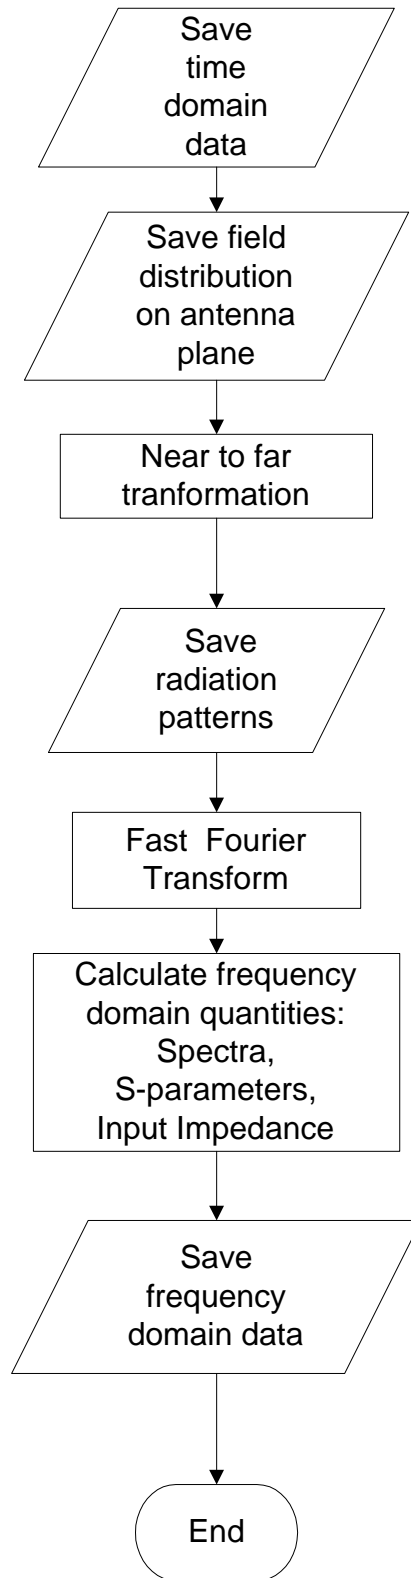 Save
time
domain
data
Save field
distribution
on antenna
plane
Near to far
tranformation
Save
radiation
patterns
Fast  Fourier
Transform
Calculate frequency
domain quantities:
Spectra,
S-parameters,
Input Impedance
Save
frequency
domain data
End